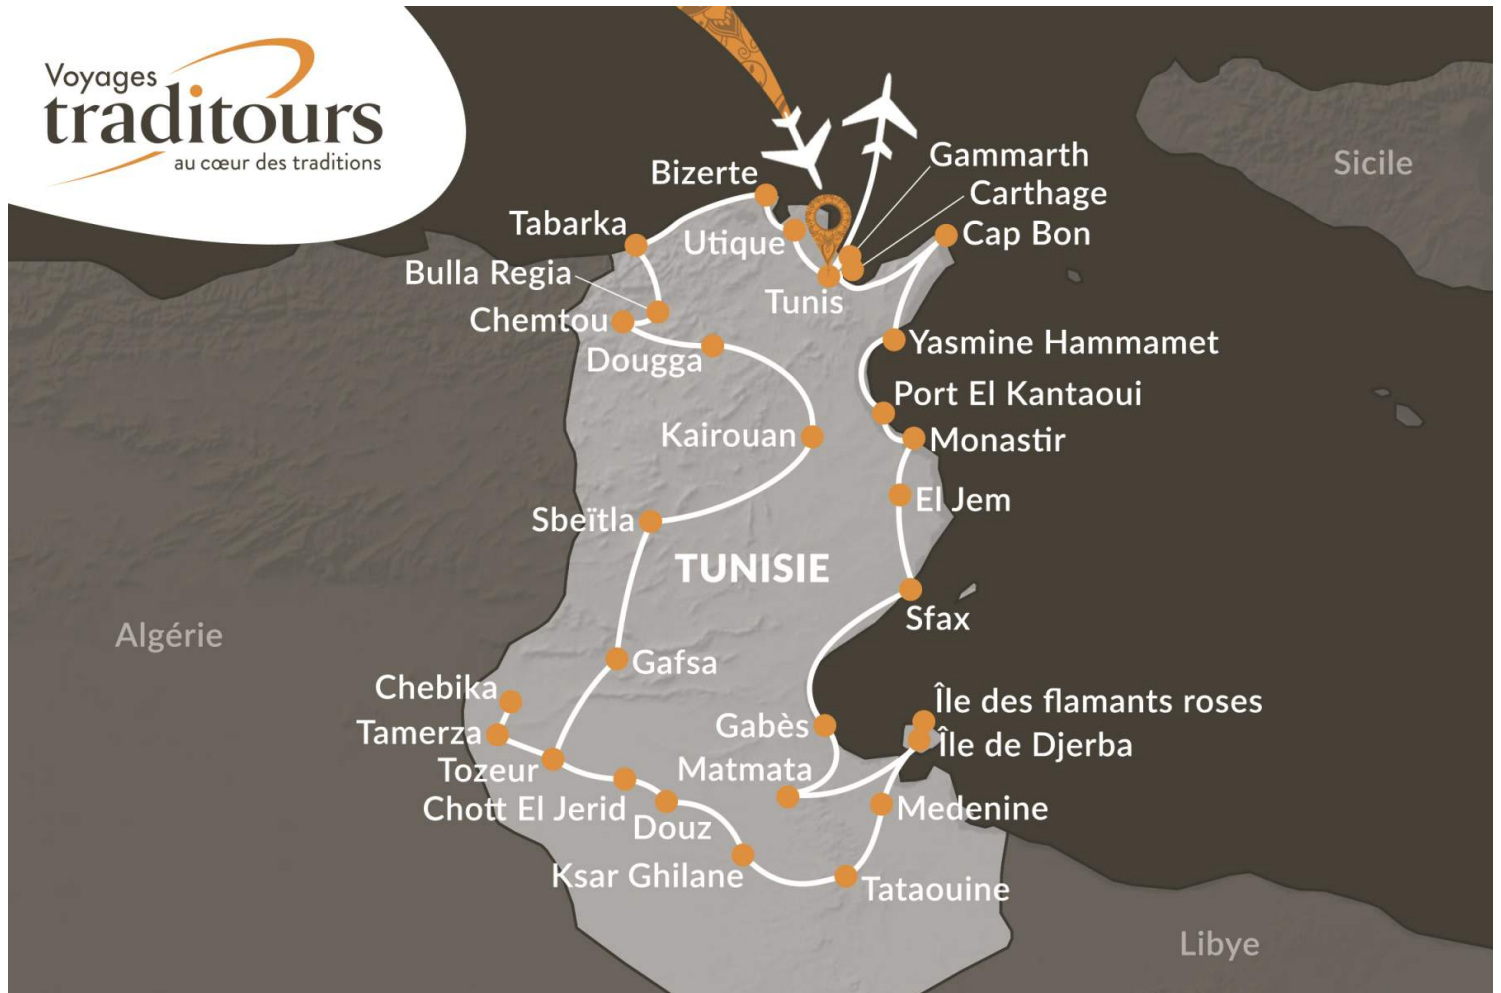 Voyages
traditours
au cœur des traditions
Gammarth
Sicile
Bizerte
Carthage
Tabarka
Utique
Cap Bon
Bulla Regia
Tunis
Chemtou
Yasmine Hammamet
Dougga
Port El Kantaoui
Kairouan
Monastir
El Jem
Sbeïtla
TUNISIE
Sfax
Algérie
Gafsa
Chebika
Île des flamants roses
Gabès
Tamerza
Île de Djerba
Tozeur
Matmata
Chott El Jerid
Medenine
Douz
Ksar Ghilane
Tataouine
Libye